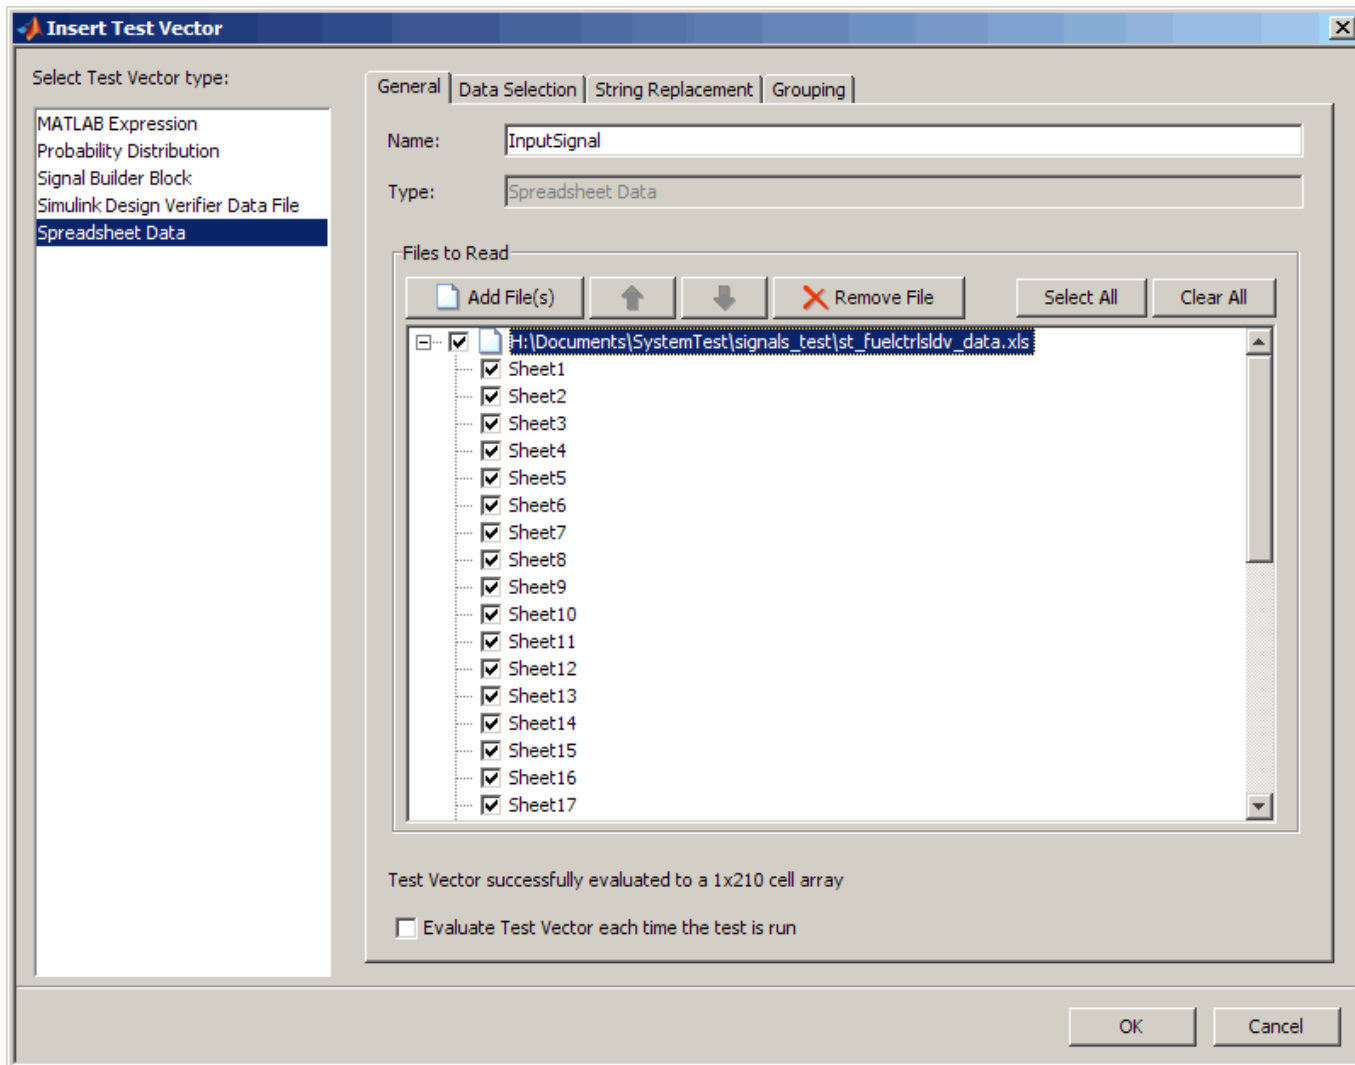 Insert Test Vector
Select Test Vector type:
MATLAB Expression
Probability Distribution
Signal Builder Block
Simulink Design Verifier Data File
Spreadsheet Data
General Data Selection String Replacement Grouping
Name: InputSignal
Type: Spreadsheet Data
Files to Read
Add File(s) Remove File Select All Clear All
H:\Documents\SystemTest\signals_test\st_fuelctrlsldv_data.xls
Sheet1
Sheet2
Sheet3
Sheet4
Sheet5
Sheet6
Sheet7
Sheet8
Sheet9
Sheet10
Sheet11
Sheet12
Sheet13
Sheet14
Sheet15
Sheet16
Sheet17
Test Vector successfully evaluated to a 1x210 cell array
Evaluate Test Vector each time the test is run
OK Cancel